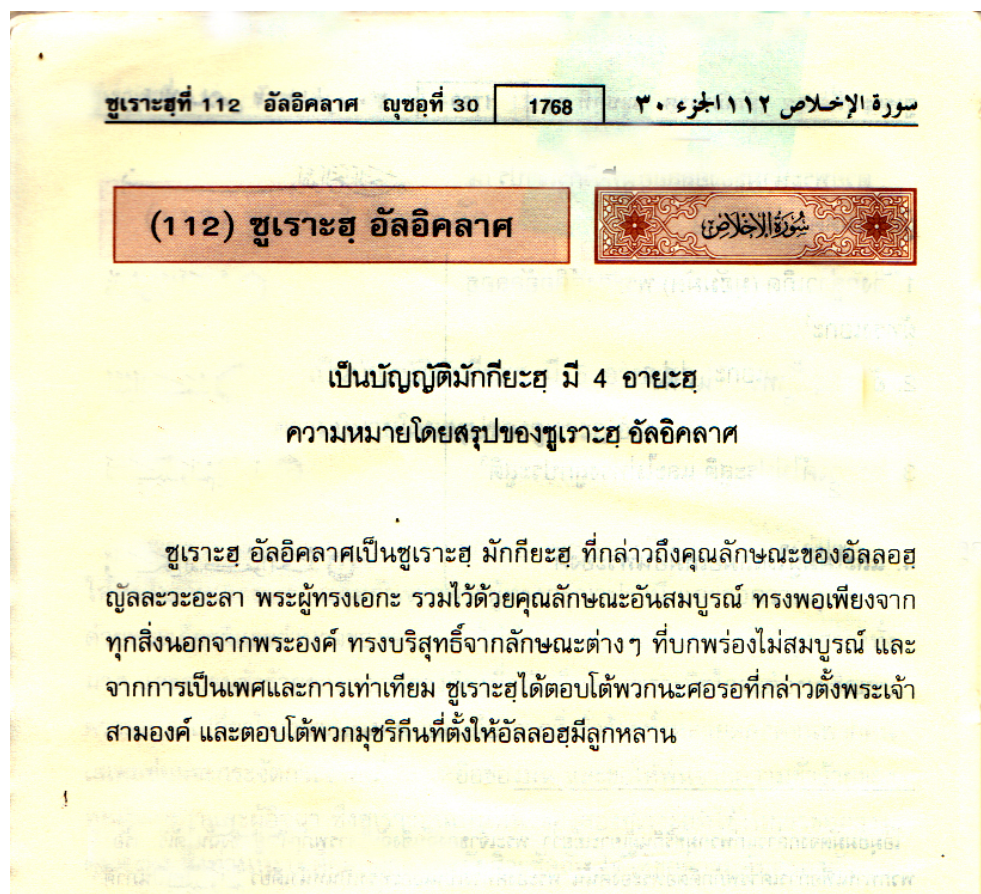 ซูเราะฮฺที่ 112 อัลอิคลาศ ญุซอฺที่ 30 1768 سورة الإخلاص ١١٢ الجزء ٣٠
(112) ซูเราะฮฺ อัลอิคลาศ سُورَةُ الإِخْلَاصِ
เป็นบัญญัติมักกียะฮฺ มี 4 อายะฮฺ
ความหมายโดยสรุปของซูเราะฮฺ อัลอิคลาศ
ซูเราะฮฺ อัลอิคลาศเป็นซูเราะฮฺ มักกียะฮฺ ที่กล่าวถึงคุณลักษณะของอัลลอฮฺ
ญัลละวะอะลา พระผู้ทรงเอกะ รวมไว้ด้วยคุณลักษณะอันสมบูรณ์ ทรงพอเพียงจาก
ทุกสิ่งนอกจากพระองค์ ทรงบริสุทธิ์จากลักษณะต่างๆ ที่บกพร่องไม่สมบูรณ์ และ
จากการเป็นเพศและการเท่าเทียม ซูเราะฮฺได้ตอบโต้พวกนะศอรอที่กล่าวตั้งพระเจ้า
สามองค์ และตอบโต้พวกมุชริกีนที่ตั้งให้อัลลอฮฺมีลูกหลาน